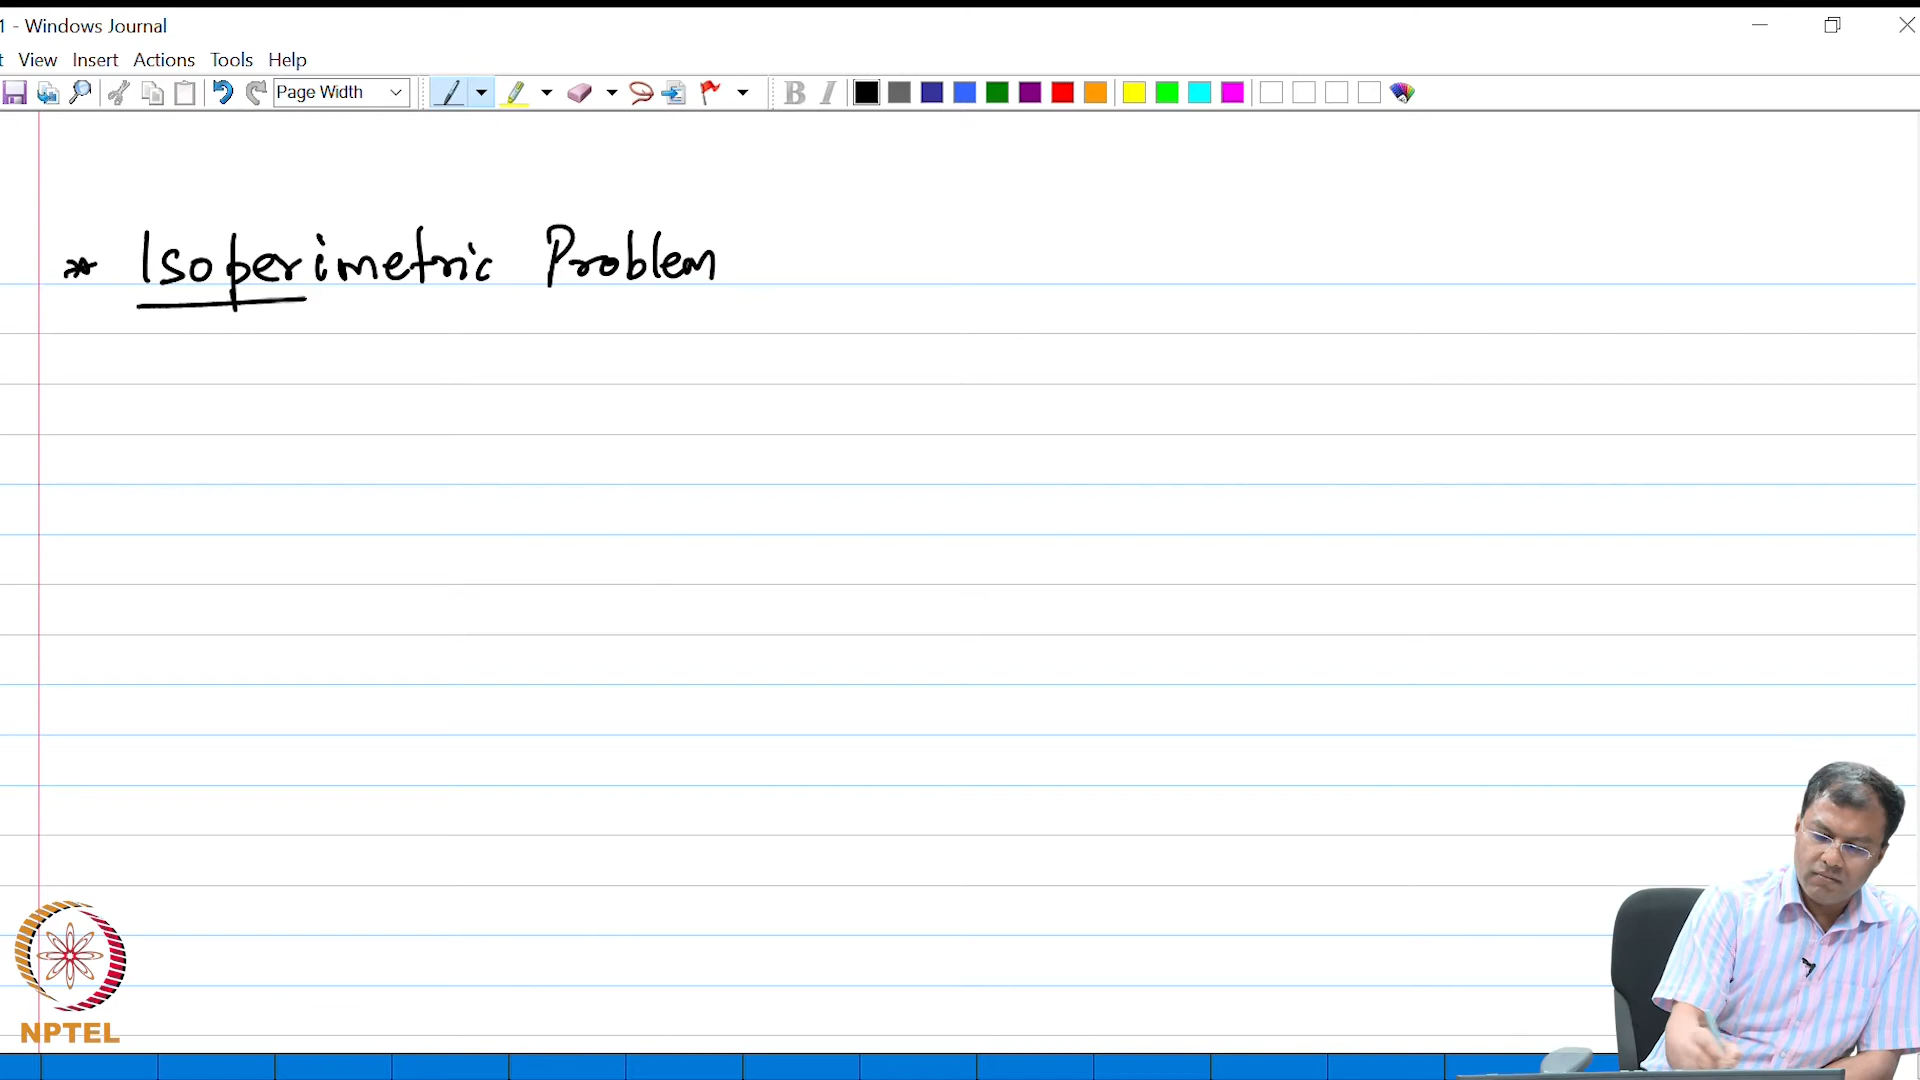 1 - Windows Journal
t View Insert Actions Tools Help
Page Width B I
* Isoperimetric Problem
NPTEL